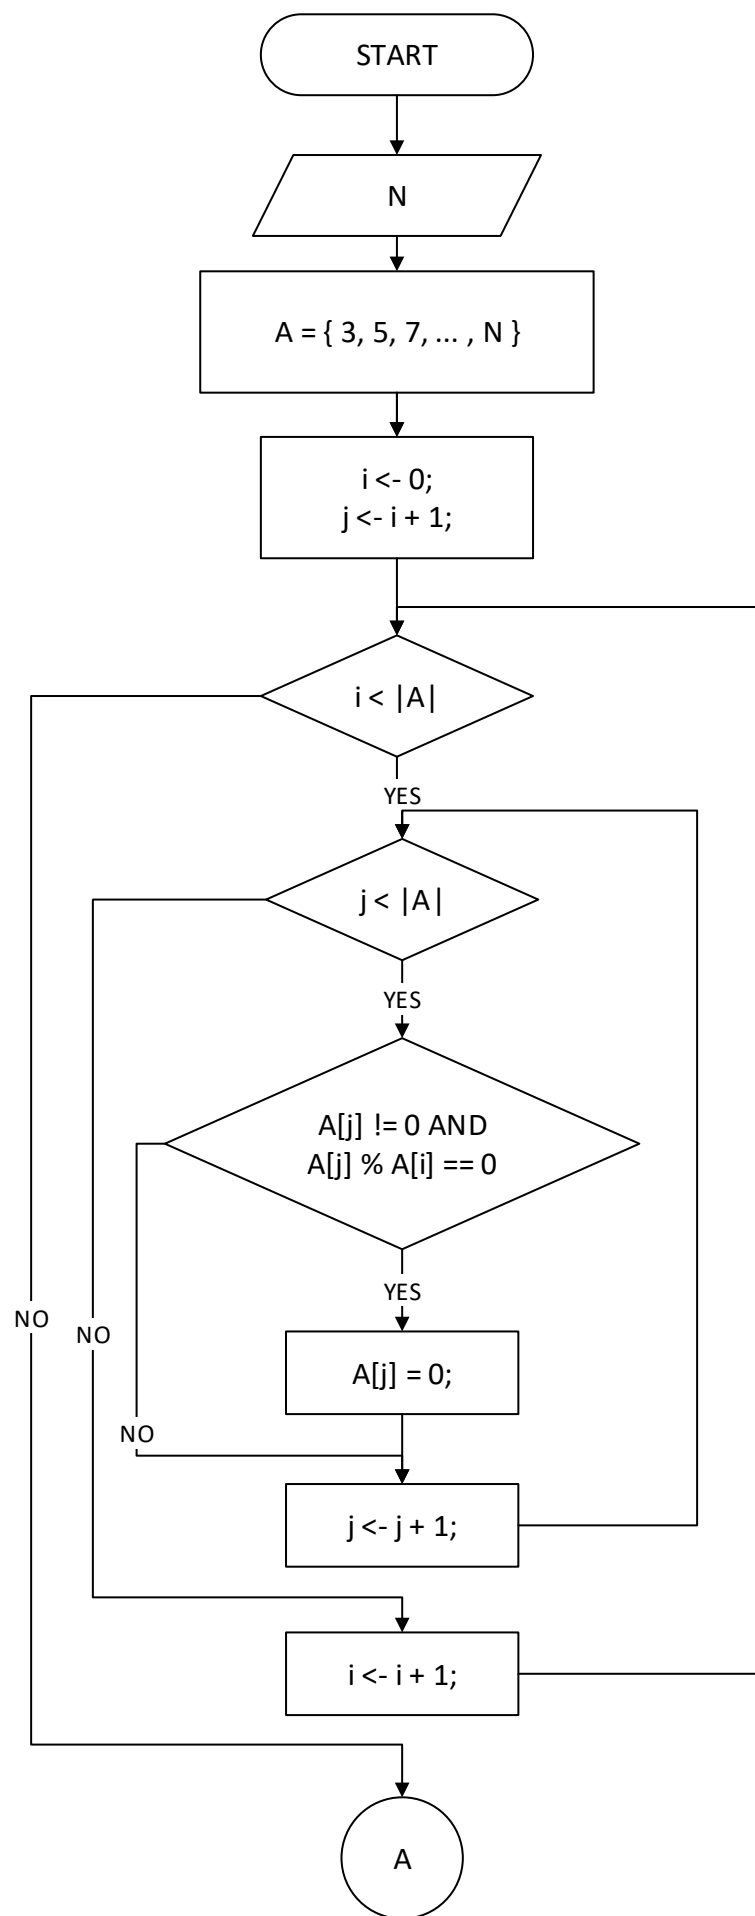 START
N
A = { 3, 5, 7, ... , N }
i <- 0;
j <- i + 1;
i < |A|
YES
j < |A|
YES
A[j] != 0 AND
A[j] % A[i] == 0
YES
NO
NO
A[j] = 0;
NO
j <- j + 1;
i <- i + 1;
A